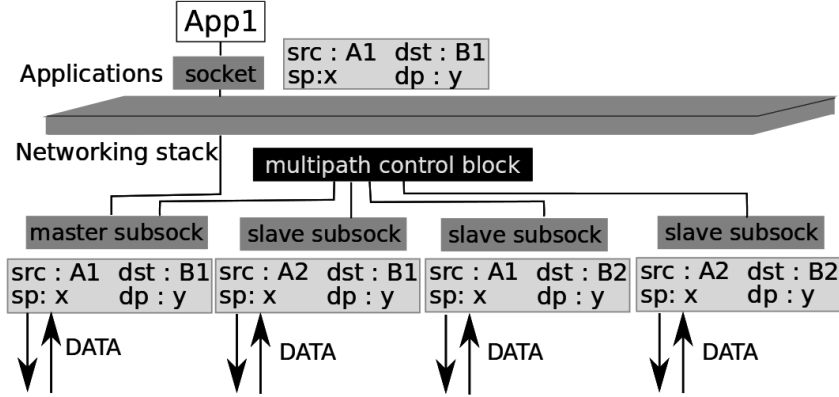 App1
Applications socket
src : A1 dst : B1
sp:x dp : y
Networking stack
multipath control block
master subsock slave subsock slave subsock slave subsock
src : A1 dst : B1 src : A2 dst : B1 src : A1 dst : B2 src : A2 dst : B2
sp: x dp : y sp: x dp : y sp: x dp : y sp: x dp : y
DATA DATA DATA DATA